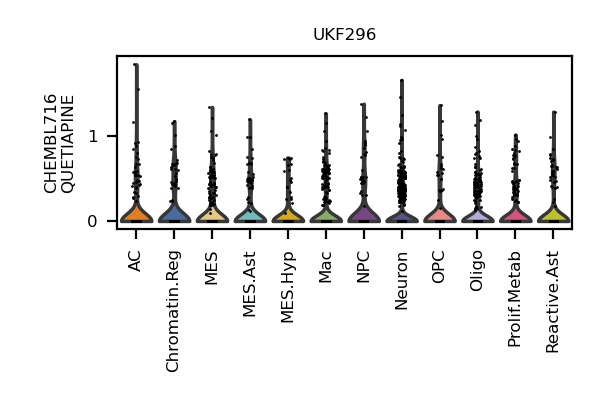 UKF296
CHEMBL716
QUETIAPINE
1
0
AC
Chromatin.Reg
MES
MES.Ast
MES.Hyp
Mac
NPC
Neuron
OPC
Oligo
Prolif.Metab
Reactive.Ast